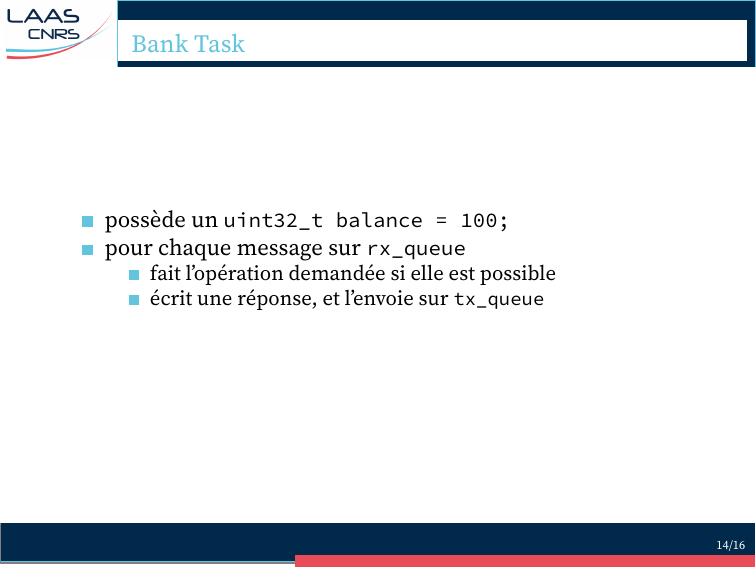 LAAS
CNRS
Bank Task
possède un uint32_t balance = 100;
pour chaque message sur rx_queue
fait l’opération demandée si elle est possible
écrit une réponse, et l’envoie sur tx_queue
14/16